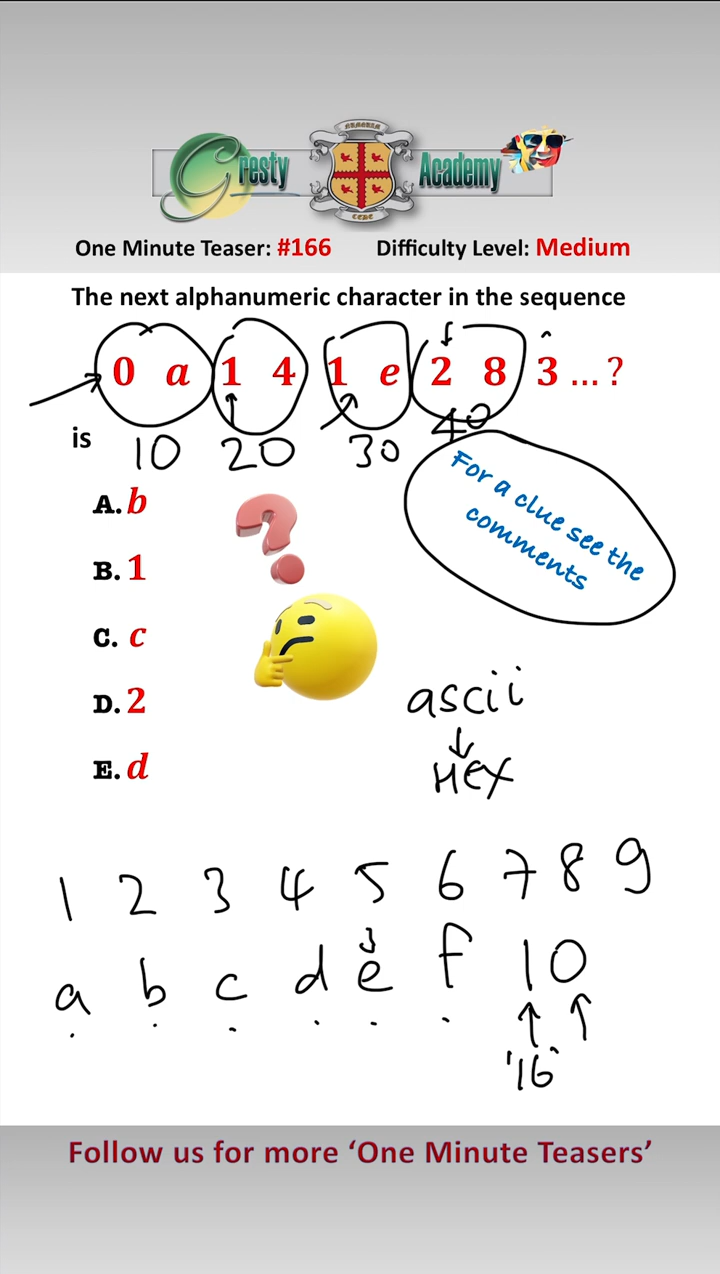 NUMQUAM
Gresty Academy
CEDE
One Minute Teaser: #166 Difficulty Level: Medium
The next alphanumeric character in the sequence
0 a 1 4 1 e 2 8 3 ... ?
is 10 20 30 40
For a clue see the
comments
A. b
B. 1
C. c
D. 2
E. d
ascii
HEX
1 2 3 4 5 6 7 8 9
a b c d e f 10
'16'
Follow us for more ‘One Minute Teasers’